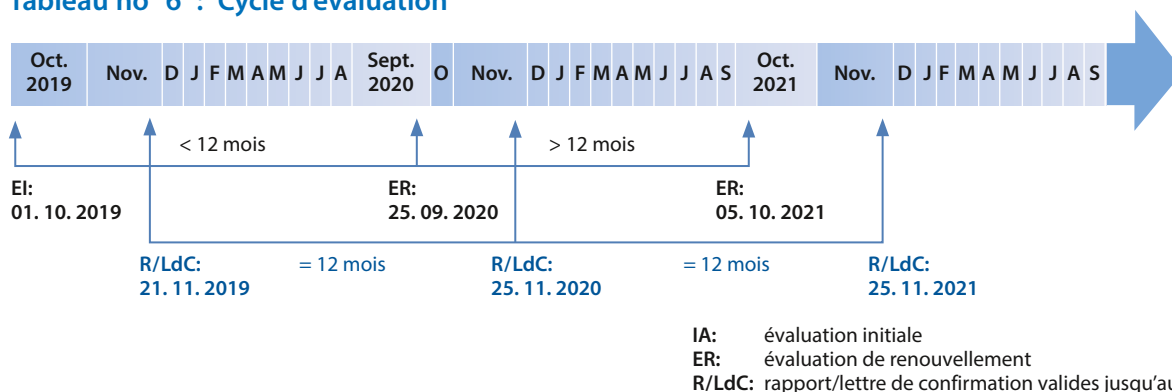 Tableau no 6 : Cycle d'évaluation
Oct. 2019 Nov. D J F M A M J J A Sept. 2020 O Nov. D J F M A M J J A S Oct. 2021 Nov. D J F M A M J J A S
< 12 mois > 12 mois
EI: ER: ER:
01. 10. 2019 25. 09. 2020 05. 10. 2021
R/LdC: = 12 mois R/LdC: = 12 mois R/LdC:
21. 11. 2019 25. 11. 2020 25. 11. 2021
IA: évaluation initiale
ER: évaluation de renouvellement
R/LdC: rapport/lettre de confirmation valides jusqu'au